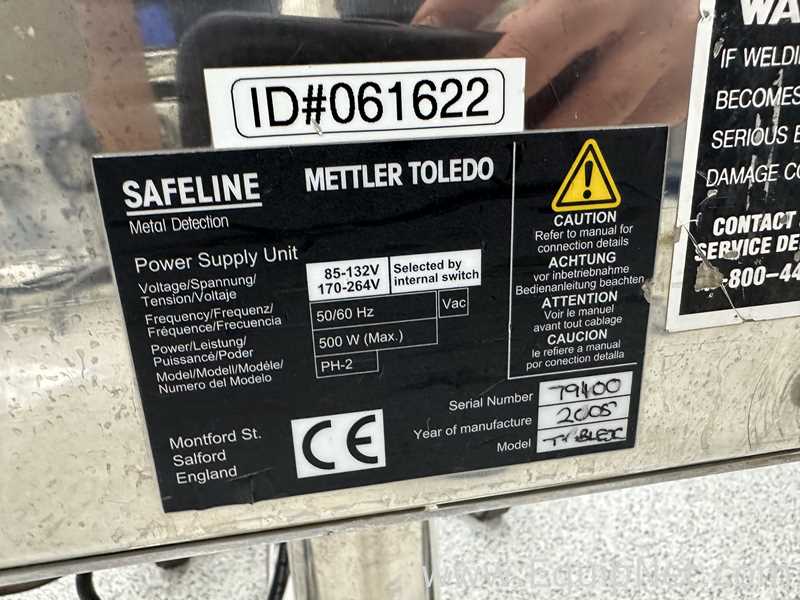 ID#061622
SAFELINE
Metal Detection
METTLER TOLEDO
Power Supply Unit
Voltage/Spannung/
Tension/Voltaje
85-132V
170-264V
Selected by
internal switch
Frequency/Frequenz/
Fréquence/Frecuencia
50/60 Hz
Vac
Power/Leistung/
Puissance/Poder
500 W (Max.)
Model/Modell/Modéle/
Numero del Modelo
PH-2
Montford St.
Salford
England
CE
CAUTION
Refer to manual for
connection details
ACHTUNG
vor inbetriebnahme
Bedienanleitung beachten
ATTENTION
Voir le manuel
avant tout cablage
CAUCION
le refiere a manual
por conection detalla
Serial Number
79400
Year of manufacture
2005
Model
WA
IF WELDI
BECOMES
SERIOUS
DAMAGE CO
CONTACT
SERVICE DE
-800-44